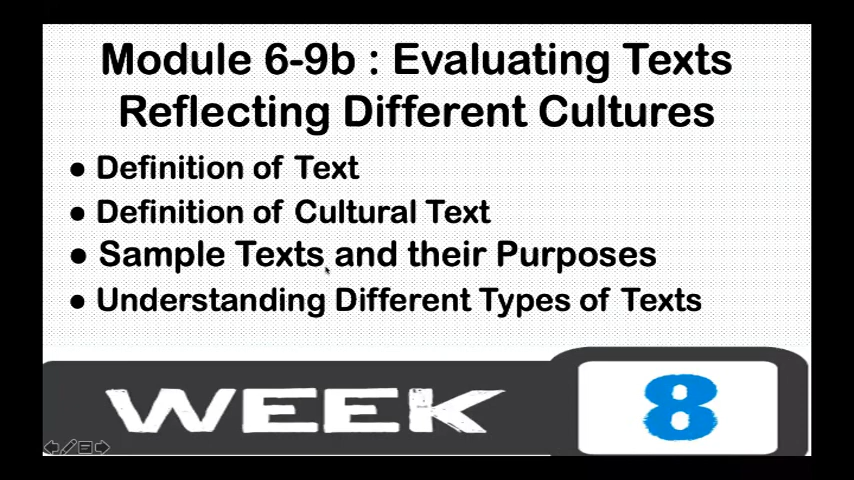 Module 6-9b : Evaluating Texts
Reflecting Different Cultures
● Definition of Text
● Definition of Cultural Text
● Sample Texts and their Purposes
● Understanding Different Types of Texts
WEEK 8